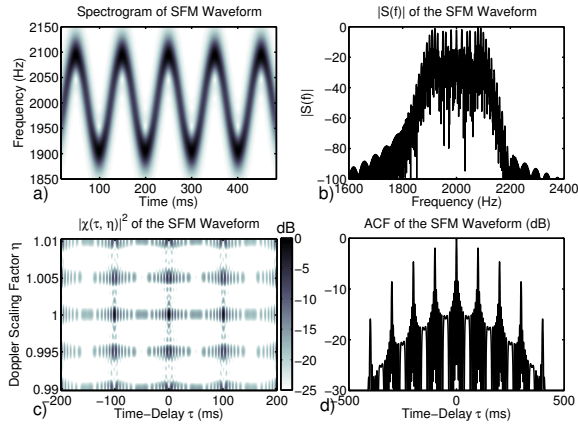 Spectrogram of SFM Waveform
2150
2100
2050
2000
1950
1900
1850
Frequency (Hz)
100 200 300 400
Time (ms)
a)
|S(f)| of the SFM Waveform
0
−20
−40
−60
−80
−100
|S(f)|
1600 1800 2000 2200 2400
Frequency (Hz)
b)
|χ(τ, η)|² of the SFM Waveform
dB
1.01
1.005
1
0.995
0.99
Doppler Scaling Factor η
−200 −100 0 100 200
Time−Delay τ (ms)
0
−5
−10
−15
−20
−25
c)
ACF of the SFM Waveform (dB)
0
−10
−20
−30
−500 0 500
Time−Delay τ (ms)
d)